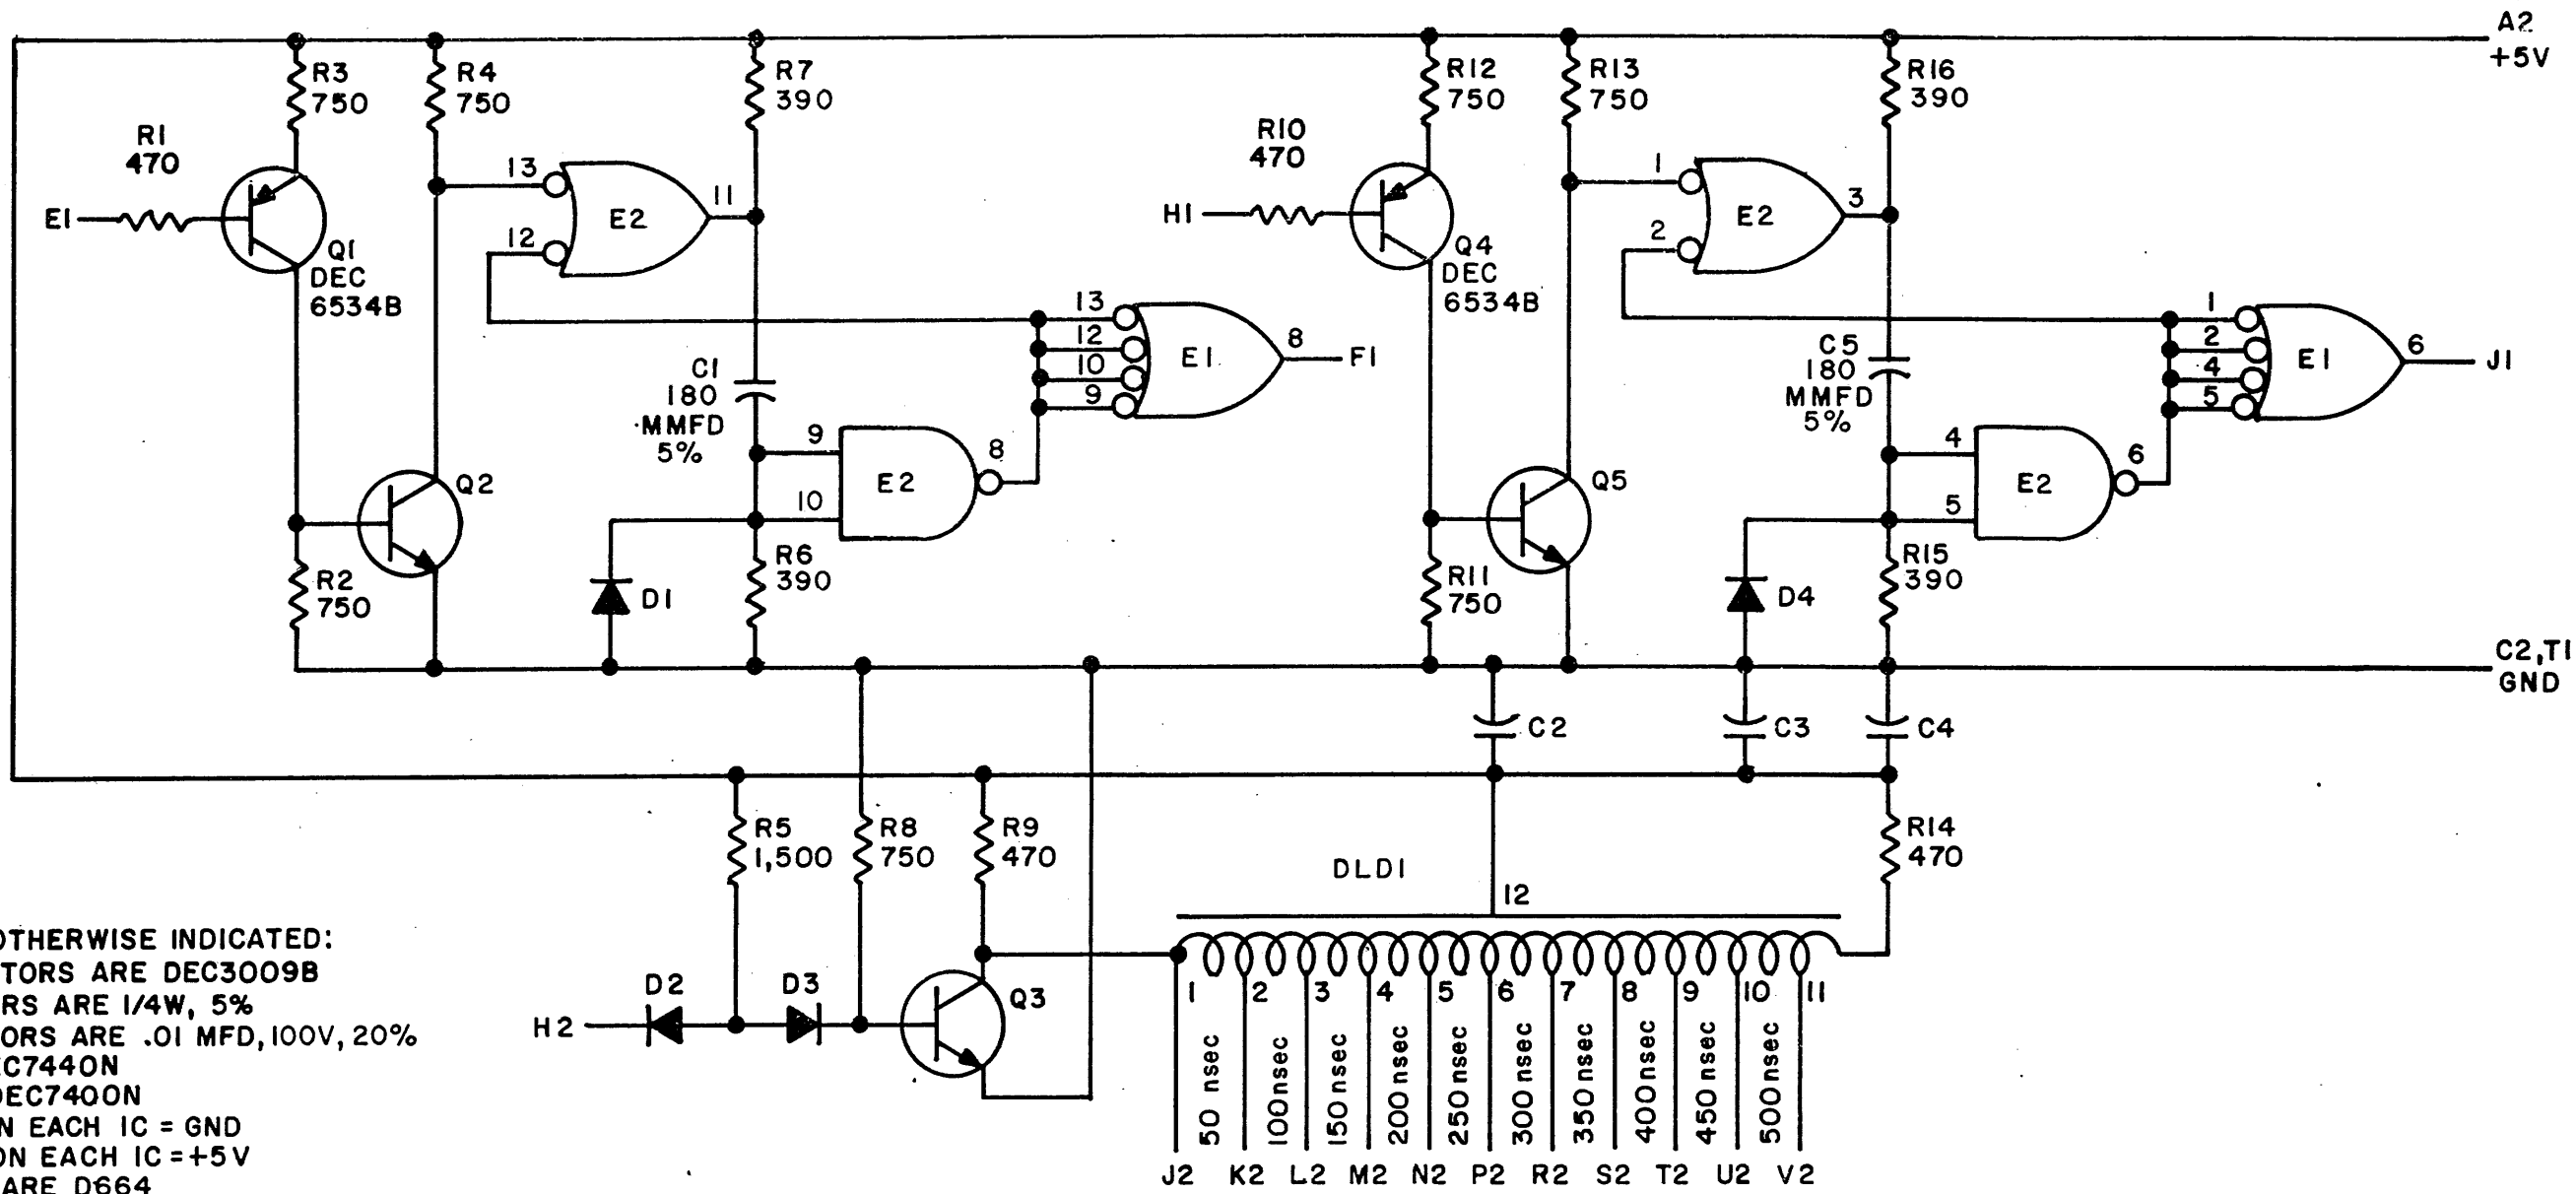 A2
+5V
R3
750
R4
750
R7
390
R12
750
R13
750
R16
390
R1
470
E1
Q1
DEC
6534B
13
12
E2
11
R10
470
H1
Q4
DEC
6534B
1
2
E2
3
13
12
10
9
E1
8
F1
1
2
4
5
E1
6
J1
C1
180
MMFD
5%
9
10
E2
8
C5
180
MMFD
5%
4
5
E2
6
Q2
Q5
R2
750
D1
R6
390
R11
750
D4
R15
390
C2,T1
GND
C2
C3
C4
R5
1,500
R8
750
R9
470
DLD1
12
R14
470
H2
D2
D3
Q3
1 2 3 4 5 6 7 8 9 10 11
50 nsec
100nsec
150nsec
200nsec
250nsec
300nsec
350nsec
400nsec
450nsec
500nsec
J2 K2 L2 M2 N2 P2 R2 S2 T2 U2 V2
OTHERWISE INDICATED:
TORS ARE DEC3009B
RS ARE 1/4W, 5%
ORS ARE .01 MFD, 100V, 20%
EC7440N
DEC7400N
N EACH IC = GND
ON EACH IC = +5V
ARE D664